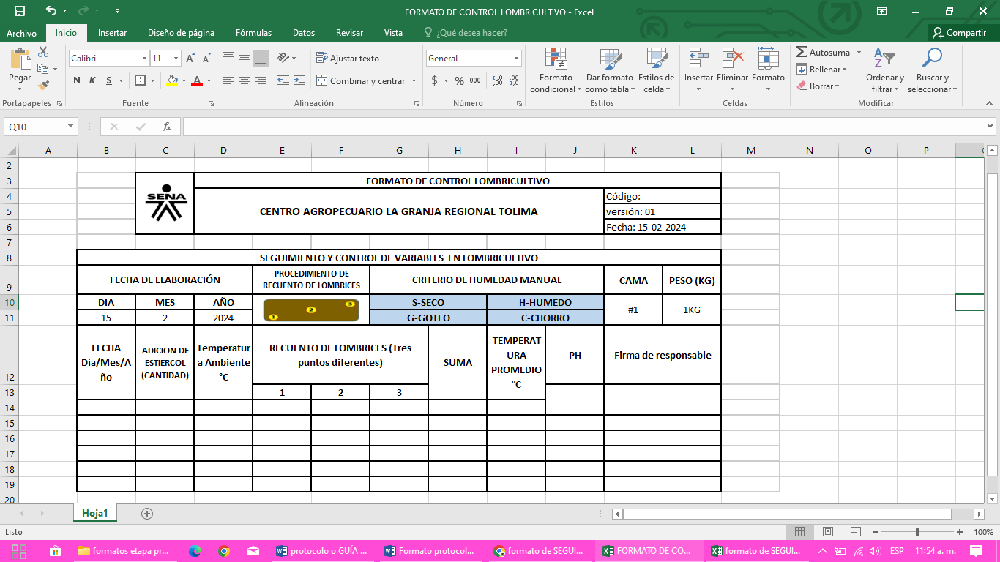 FORMATO DE CONTROL LOMBRICULTIVO - Excel
Archivo Inicio Insertar Diseño de página Fórmulas Datos Revisar Vista ¿Qué desea hacer? Compartir
Pegar
Calibri 11
N K S
Ajustar texto
Combinar y centrar
General
$ % 000
Formato condicional
Dar formato como tabla
Estilos de celda
Insertar Eliminar Formato
Autosuma
Rellenar
Borrar
Ordenar y filtrar
Buscar y seleccionar
Portapapeles Fuente Alineación Número Estilos Celdas Modificar
Q10 fx
A B C D E F G H I J K L M N O P
2
3
4
5
6
7
8
9
10
11
12
13
14
15
16
17
18
19
20
SENA
FORMATO DE CONTROL LOMBRICULTIVO
CENTRO AGROPECUARIO LA GRANJA REGIONAL TOLIMA
Código:
versión: 01
Fecha: 15-02-2024
SEGUIMIENTO Y CONTROL DE VARIABLES EN LOMBRICULTIVO
FECHA DE ELABORACIÓN
PROCEDIMIENTO DE
RECUENTO DE LOMBRICES
CRITERIO DE HUMEDAD MANUAL
CAMA
PESO (KG)
DIA MES AÑO
1 2 3
S-SECO H-HUMEDO
#1 1KG
15 2 2024
G-GOTEO C-CHORRO
FECHA
Día/Mes/A
ño
ADICION DE
ESTIERCOL
(CANTIDAD)
Temperatur
a Ambiente
°C
RECUENTO DE LOMBRICES (Tres
puntos diferentes)
SUMA
TEMPERAT
URA
PROMEDIO
°C
PH
Firma de responsable
1 2 3
Hoja1
Listo 100%
formatos etapa pr...
protocolo o GUÍA ...
Formato protocol...
formato de SEGUI...
FORMATO DE CO...
formato de SEGUI...
ESP 11:54 a. m.